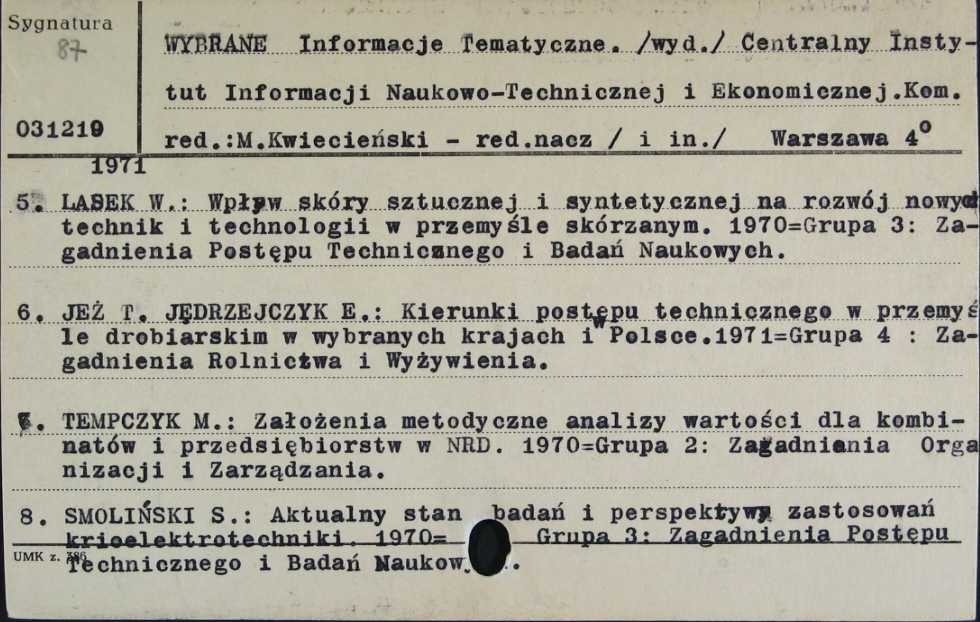 Sygnatura
87
WYBRANE Informacje Tematyczne. /wyd./ Centralny Insty-
tut Informacji Naukowo-Technicznej i Ekonomicznej.Kom.
031219
red.:M.Kwiecieński - red.nacz / i in./ Warszawa 4°
1971
5. LASEK W.: Wpływ skóry sztucznej i syntetycznej na rozwój nowych
technik i technologii w przemyśle skórzanym. 1970=Grupa 3: Za-
gadnienia Postępu Technicznego i Badań Naukowych.
6. JEŻ T. JĘDRZEJCZYK E.: Kierunki postępu technicznego w przemyś
le drobiarskim w wybranych krajach i w Polsce.1971=Grupa 4 : Za-
gadnienia Rolnictwa i Wyżywienia.
7. TEMPCZYK M.: Założenia metodyczne analizy wartości dla kombi-
natów i przedsiębiorstw w NRD. 1970=Grupa 2: Zagadnienia Orga
nizacji i Zarządzania.
8. SMOLIŃSKI S.: Aktualny stan badań i perspektywy zastosowań
krioelektrotechniki. 1970= Grupa 3: Zagadnienia Postępu
UMK z. 386
Technicznego i Badań Naukow .